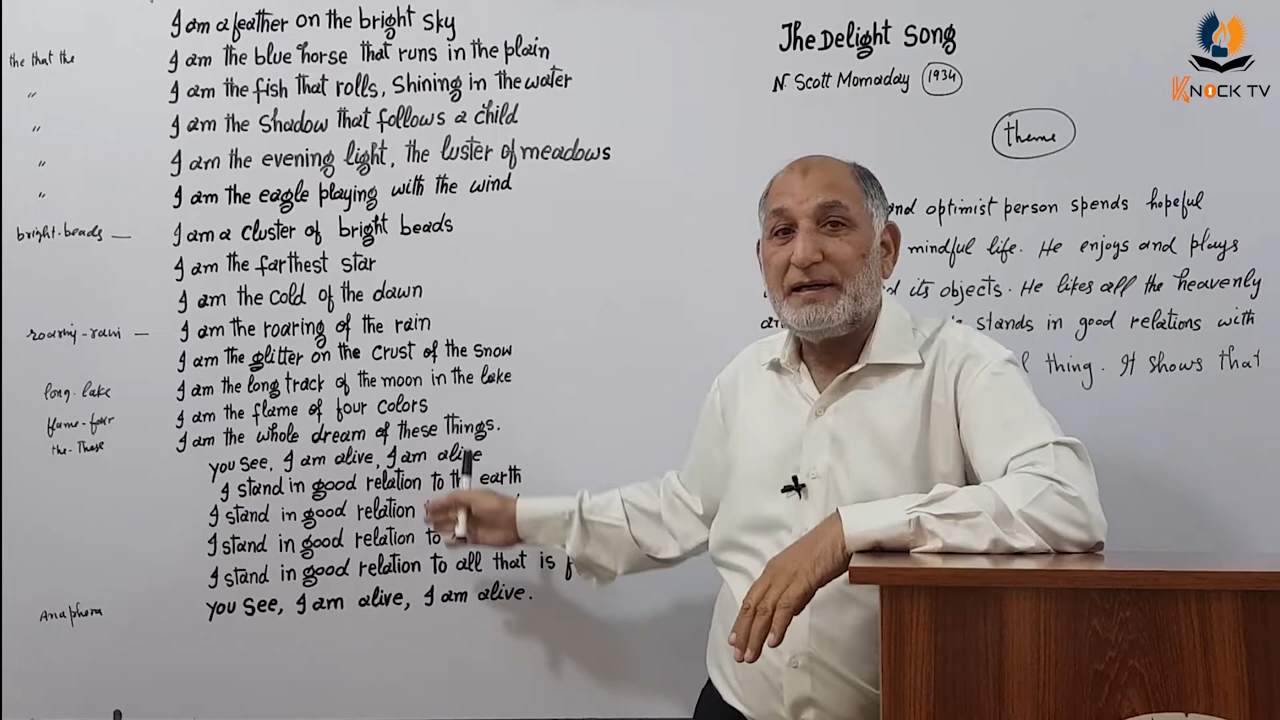 I am a feather on the bright sky
the that the
I am the blue horse that runs in the plain
"
I am the fish that rolls, shining in the water
"
I am the shadow that follows a child
"
I am the evening light, the luster of meadows
"
I am the eagle playing with the wind
bright-beads —
I am a cluster of bright beads
I am the farthest star
I am the cold of the dawn
roaring-rain —
I am the roaring of the rain
I am the glitter on the crust of the snow
long-lake
I am the long track of the moon in the lake
flame-four
I am the flame of four colors
the-These
I am the whole dream of these things.
You see, I am alive, I am alive
I stand in good relation to the earth
I stand in good relation
I stand in good relation to
I stand in good relation to all that is
Anaphora
You see, I am alive, I am alive.
The Delight Song
N. Scott Momaday 1934
theme
and optimist person spends hopeful
mindful life. He enjoys and plays
its objects. He likes all the heavenly
stands in good relations with
thing. It shows that
KNOCK TV